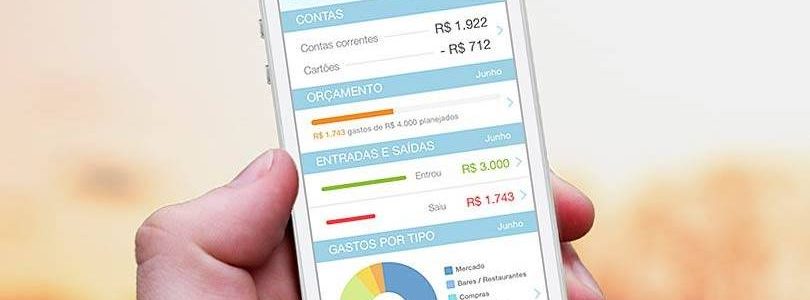 CONTAS
Contas correntes R$ 1.922
Cartões - R$ 712
ORÇAMENTO Junho
R$ 1.743 gastos de R$ 4.000 planejados
ENTRADAS E SAÍDAS Junho
Entrou R$ 3.000
Saiu R$ 1.743
GASTOS POR TIPO Junho
Mercado
Bares / Restaurantes
Compras